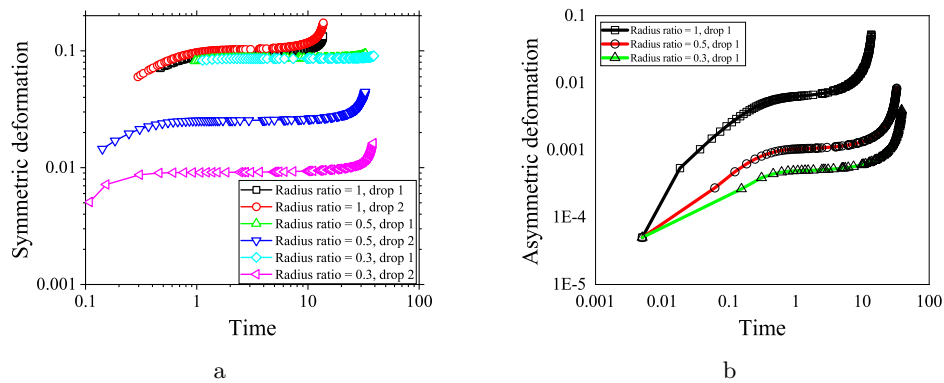 0.1
0.01
0.001
Symmetric deformation
Radius ratio = 1, drop 1
Radius ratio = 1, drop 2
Radius ratio = 0.5, drop 1
Radius ratio = 0.5, drop 2
Radius ratio = 0.3, drop 1
Radius ratio = 0.3, drop 2
0.1 1 10 100
Time
a
0.1
0.01
0.001
1E-4
1E-5
Asymmetric deformation
Radius ratio = 1, drop 1
Radius ratio = 0.5, drop 1
Radius ratio = 0.3, drop 1
0.001 0.01 0.1 1 10 100
Time
b